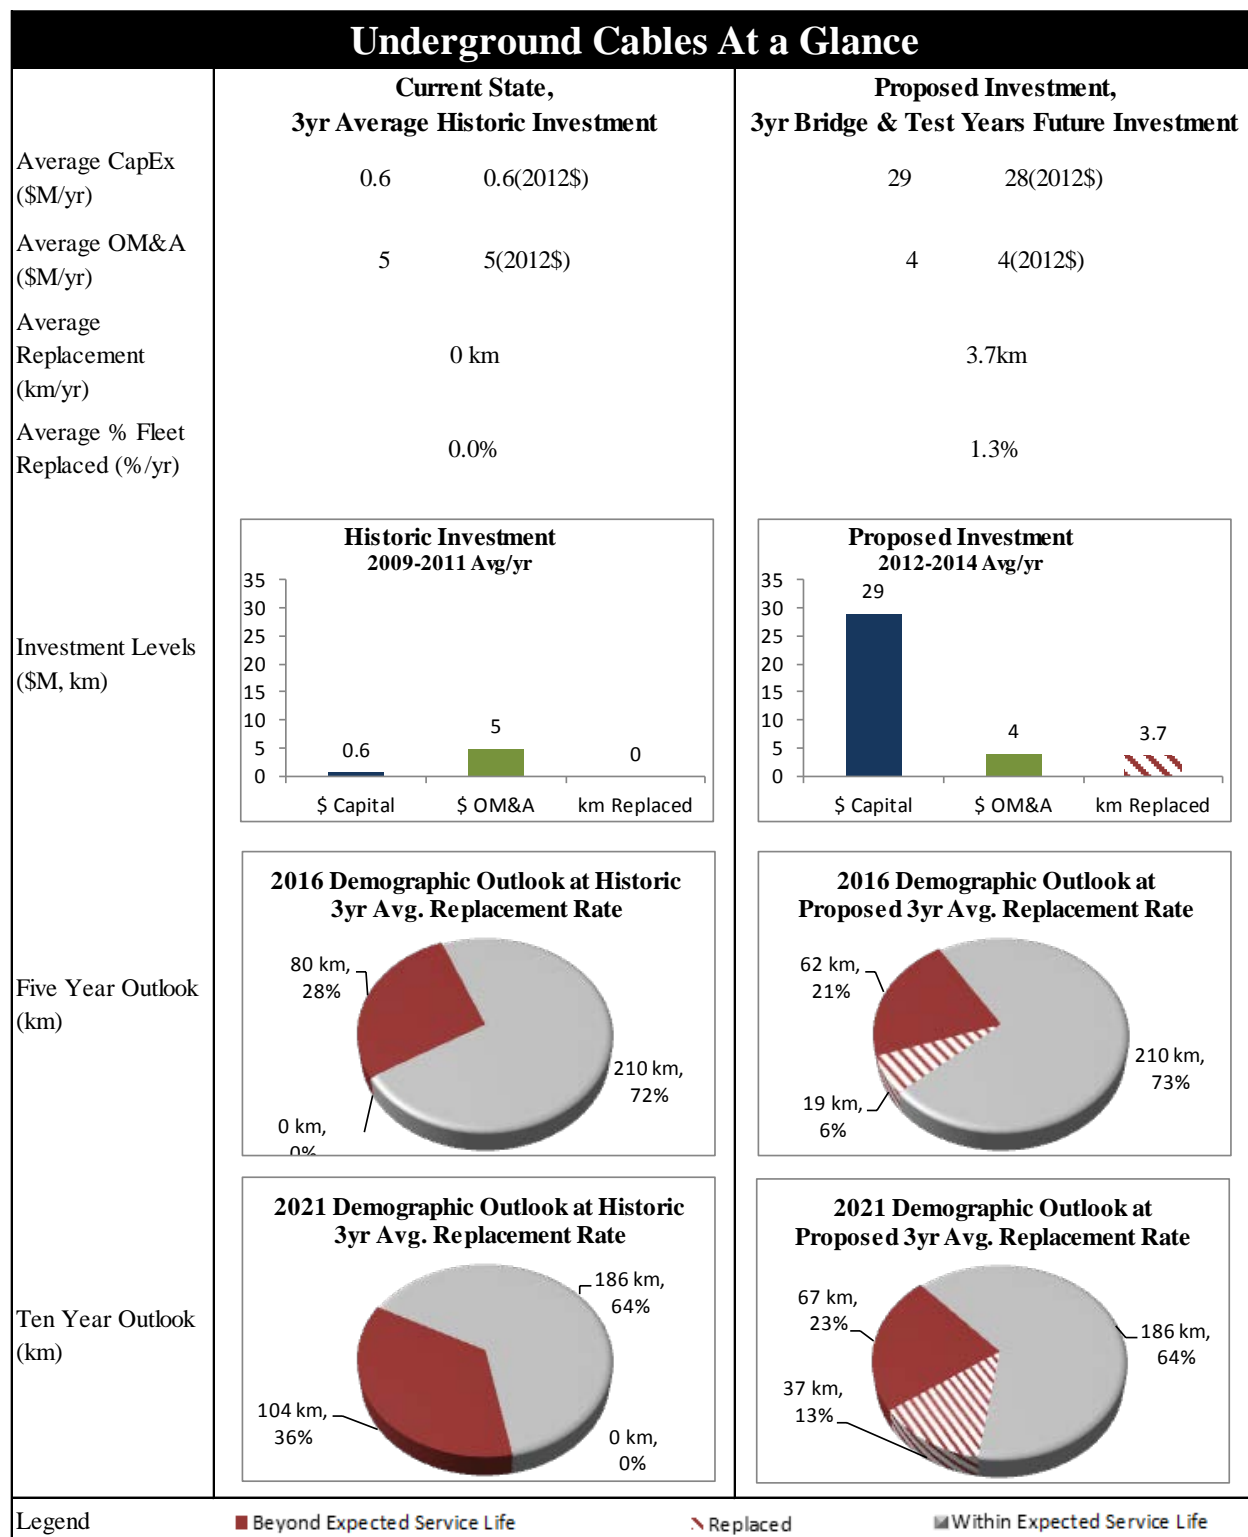 Underground Cables At a Glance
Current State,
3yr Average Historic Investment
Proposed Investment,
3yr Bridge & Test Years Future Investment
Average CapEx
($M/yr)
0.6 0.6(2012$)
29 28(2012$)
Average OM&A
($M/yr)
5 5(2012$)
4 4(2012$)
Average
Replacement
(km/yr)
0 km
3.7km
Average % Fleet
Replaced (%/yr)
0.0%
1.3%
Investment Levels
($M, km)
Historic Investment
2009-2011 Avg/yr
35
30
25
20
15
10
5
0
0.6
5
0
$ Capital
$ OM&A
km Replaced
Proposed Investment
2012-2014 Avg/yr
35
30
25
20
15
10
5
0
29
4
3.7
$ Capital
$ OM&A
km Replaced
Five Year Outlook
(km)
2016 Demographic Outlook at Historic
3yr Avg. Replacement Rate
80 km,
28%
210 km,
72%
0 km,
0%
2016 Demographic Outlook at
Proposed 3yr Avg. Replacement Rate
62 km,
21%
210 km,
73%
19 km,
6%
Ten Year Outlook
(km)
2021 Demographic Outlook at Historic
3yr Avg. Replacement Rate
186 km,
64%
104 km,
36%
0 km,
0%
2021 Demographic Outlook at
Proposed 3yr Avg. Replacement Rate
67 km,
23%
186 km,
64%
37 km,
13%
Legend
Beyond Expected Service Life
Replaced
Within Expected Service Life